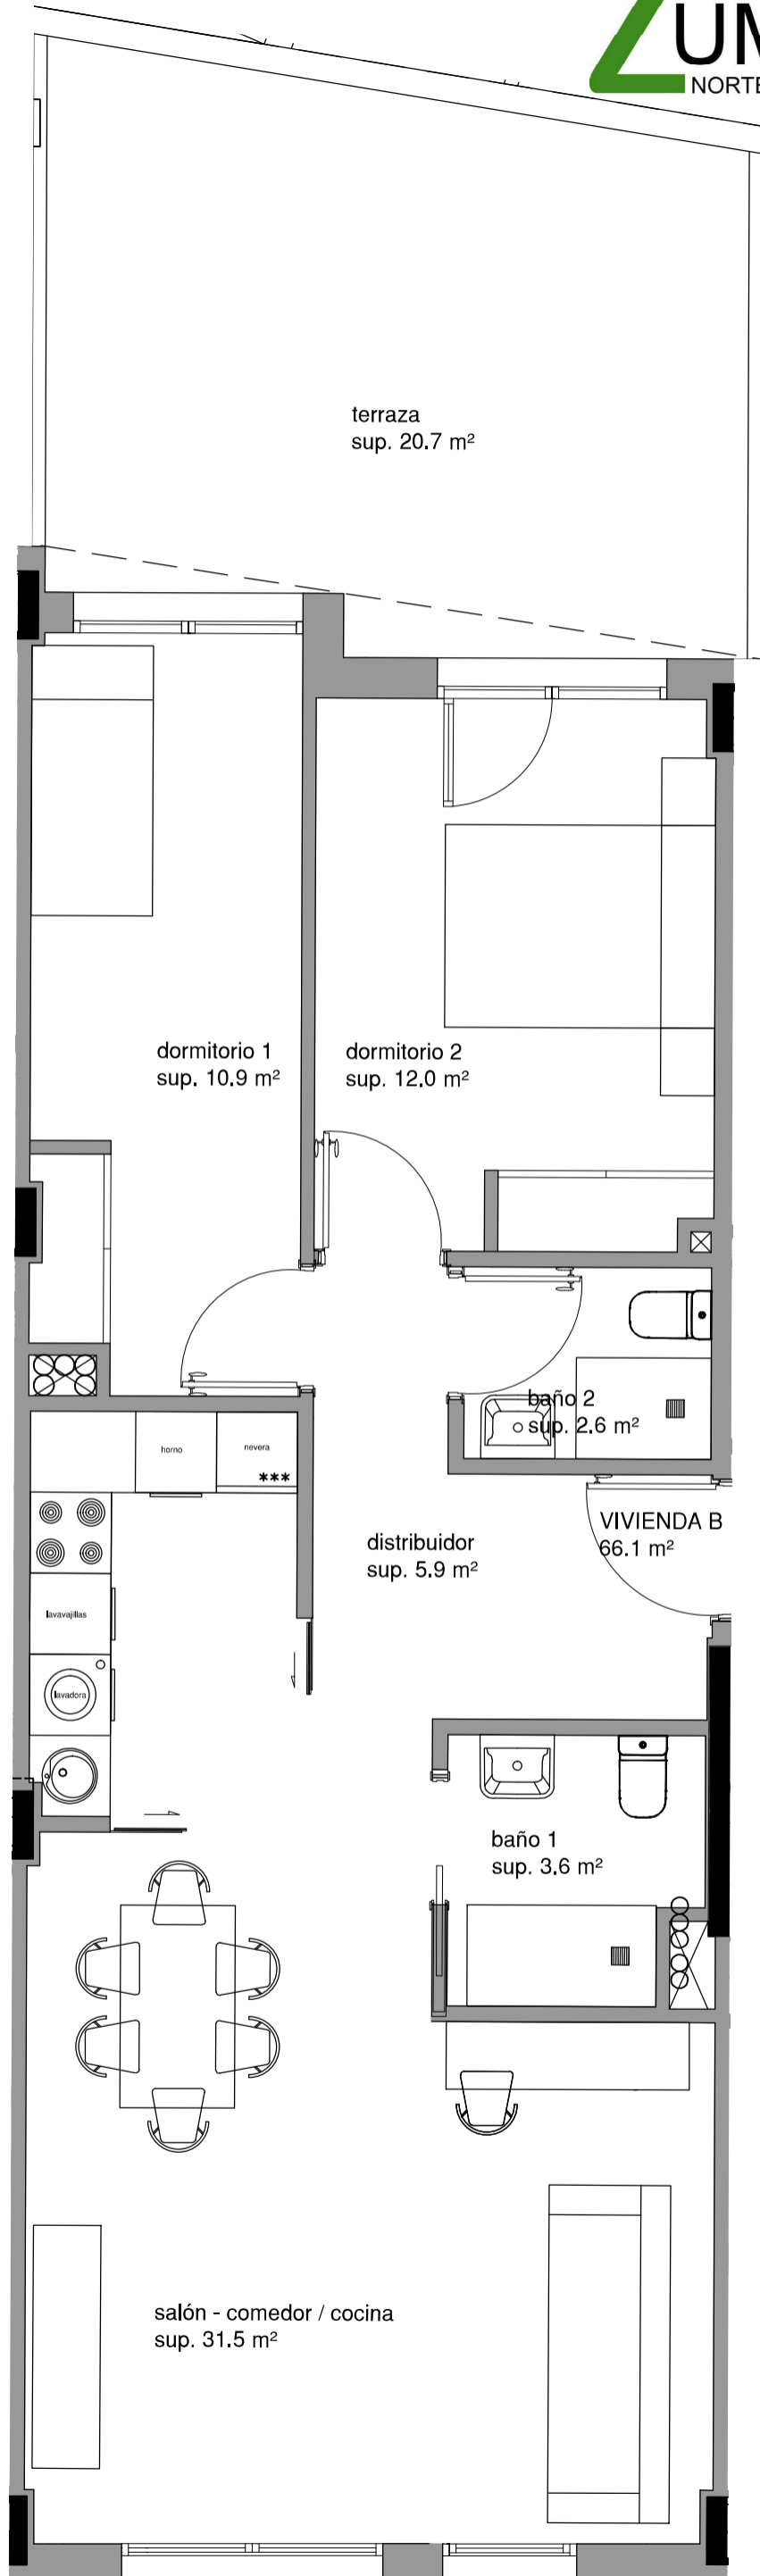 ZUM
NORTE
terraza
sup. 20.7 m²
dormitorio 1
sup. 10.9 m²
dormitorio 2
sup. 12.0 m²
baño 2
sup. 2.6 m²
horno
nevera
***
VIVIENDA B
66.1 m²
distribuidor
sup. 5.9 m²
lavavajillas
lavadora
baño 1
sup. 3.6 m²
salón - comedor / cocina
sup. 31.5 m²